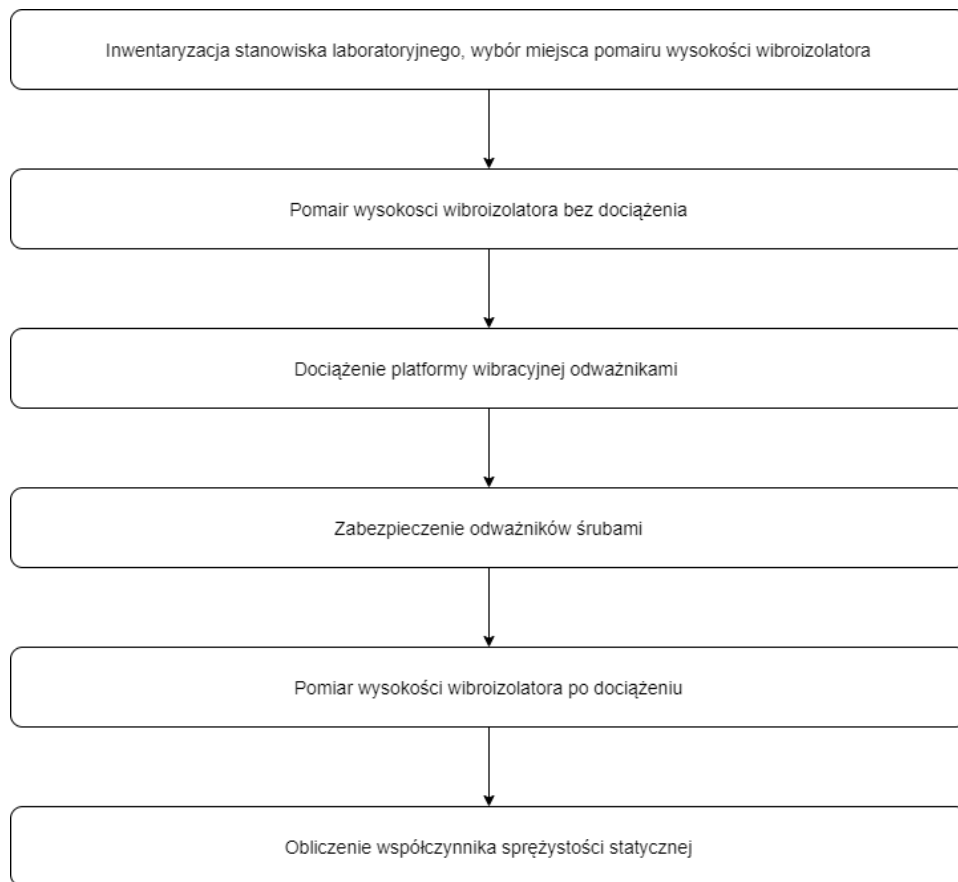 Inwentaryzacja stanowiska laboratoryjnego, wybór miejsca pomairu wysokości wibroizolatora
Pomair wysokosci wibroizolatora bez dociążenia
Dociążenie platformy wibracyjnej odważnikami
Zabezpieczenie odważników śrubami
Pomiar wysokości wibroizolatora po dociążeniu
Obliczenie współczynnika sprężystości statycznej